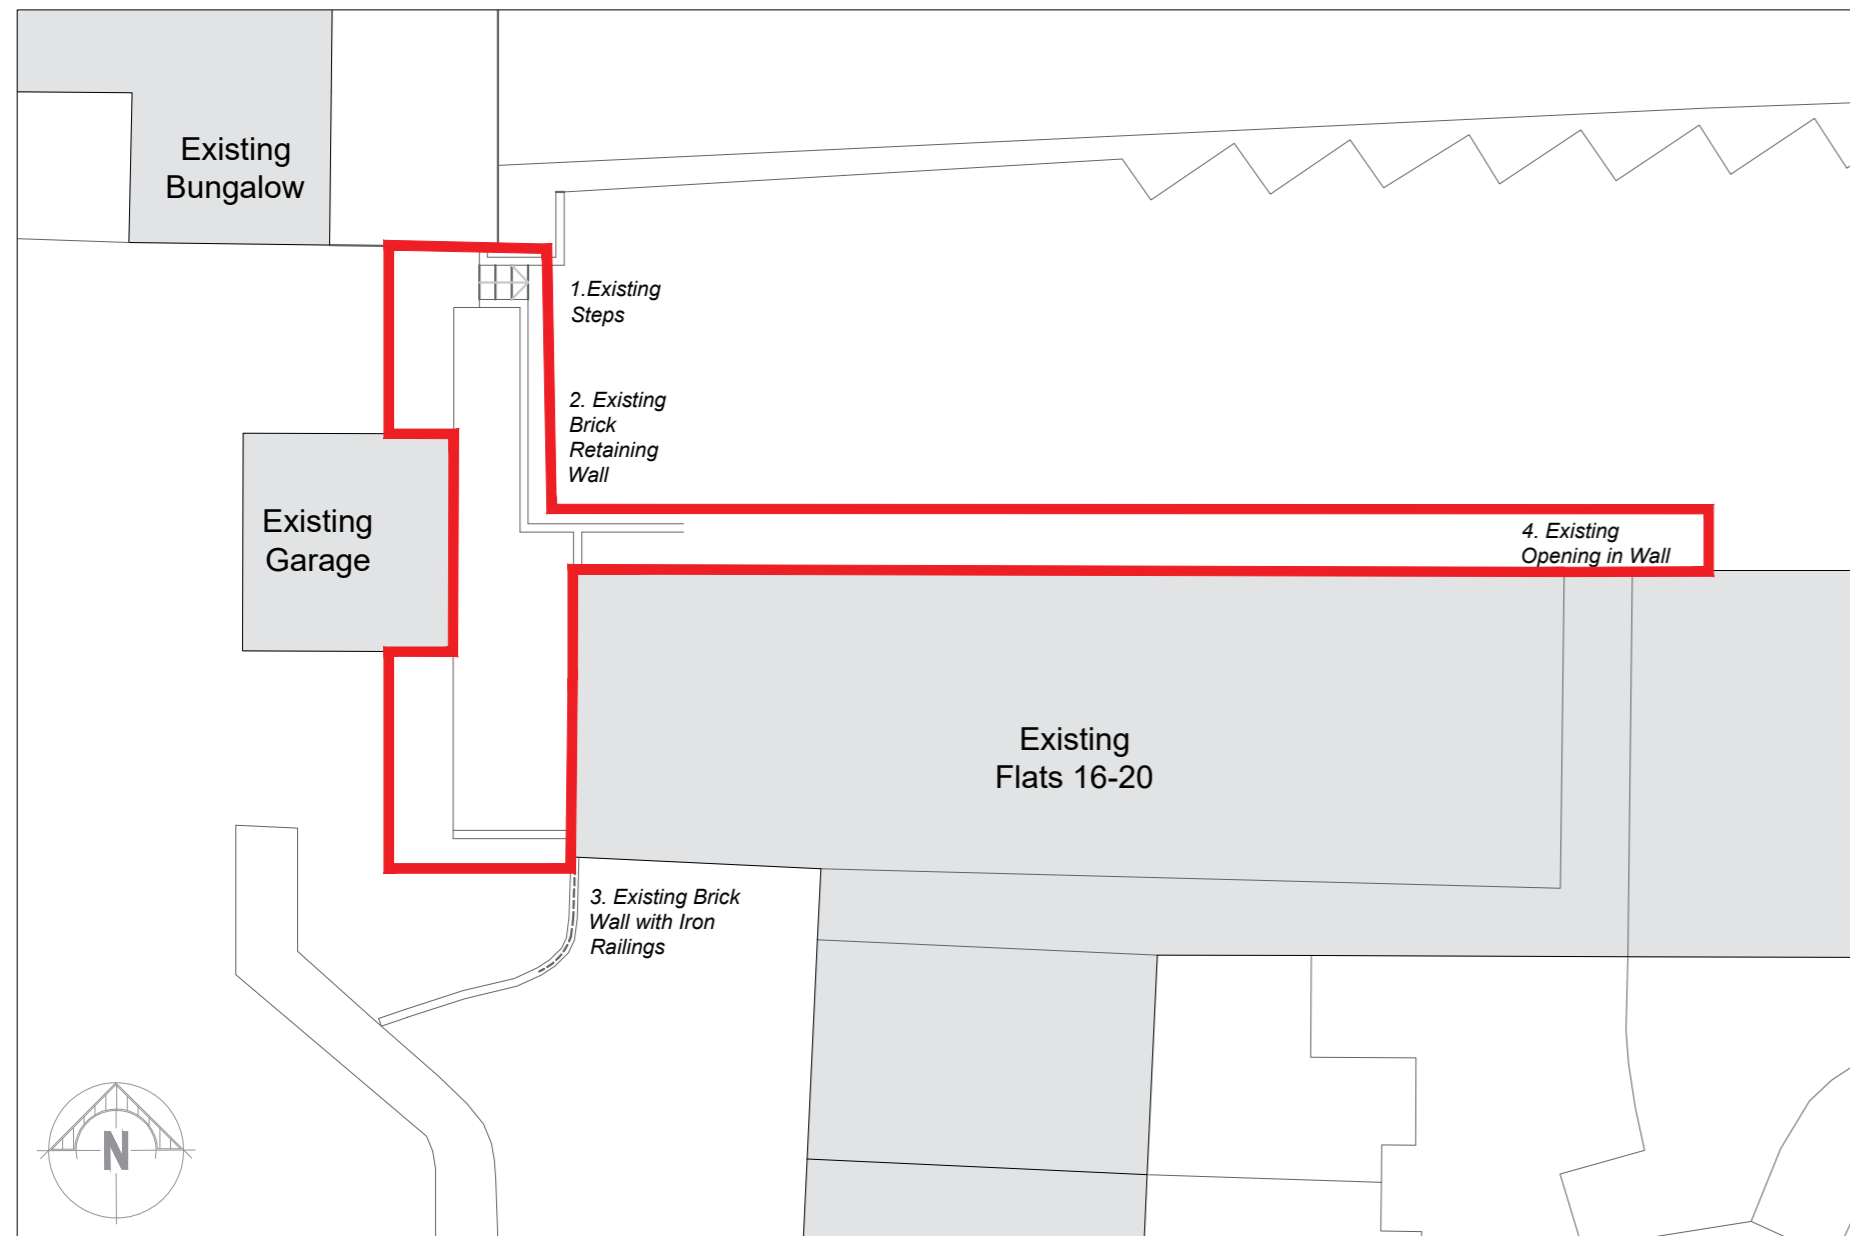 Existing
Bungalow
1.Existing
Steps
2. Existing
Brick
Retaining
Wall
Existing
Garage
4. Existing
Opening in Wall
Existing
Flats 16-20
3. Existing Brick
Wall with Iron
Railings
N